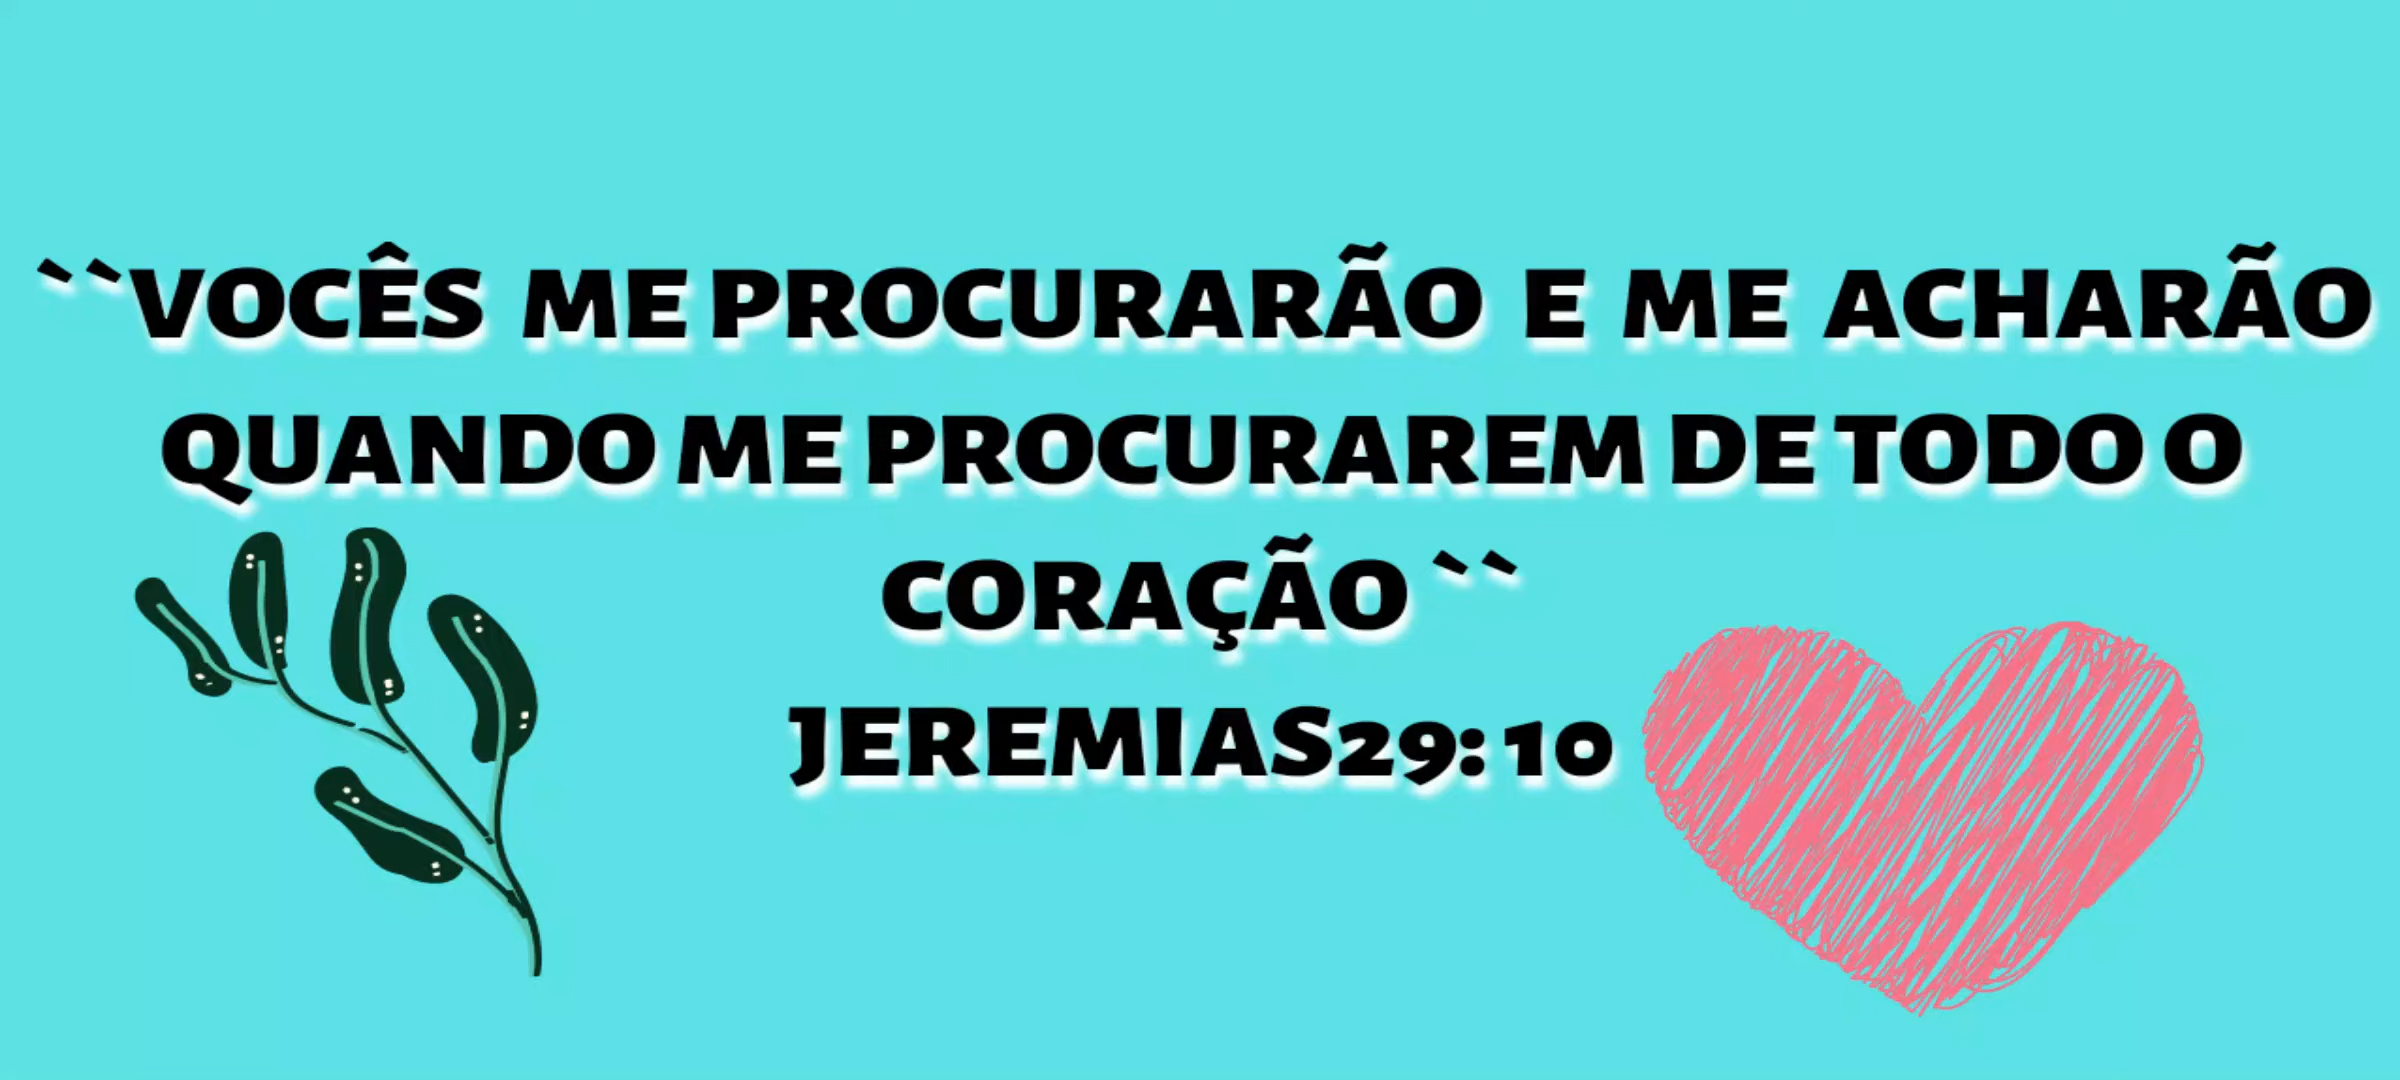 ``VOCÊS ME PROCURARÃO E ME ACHARÃO
QUANDO ME PROCURAREM DE TODO O
CORAÇÃO``
JEREMIAS29: 10